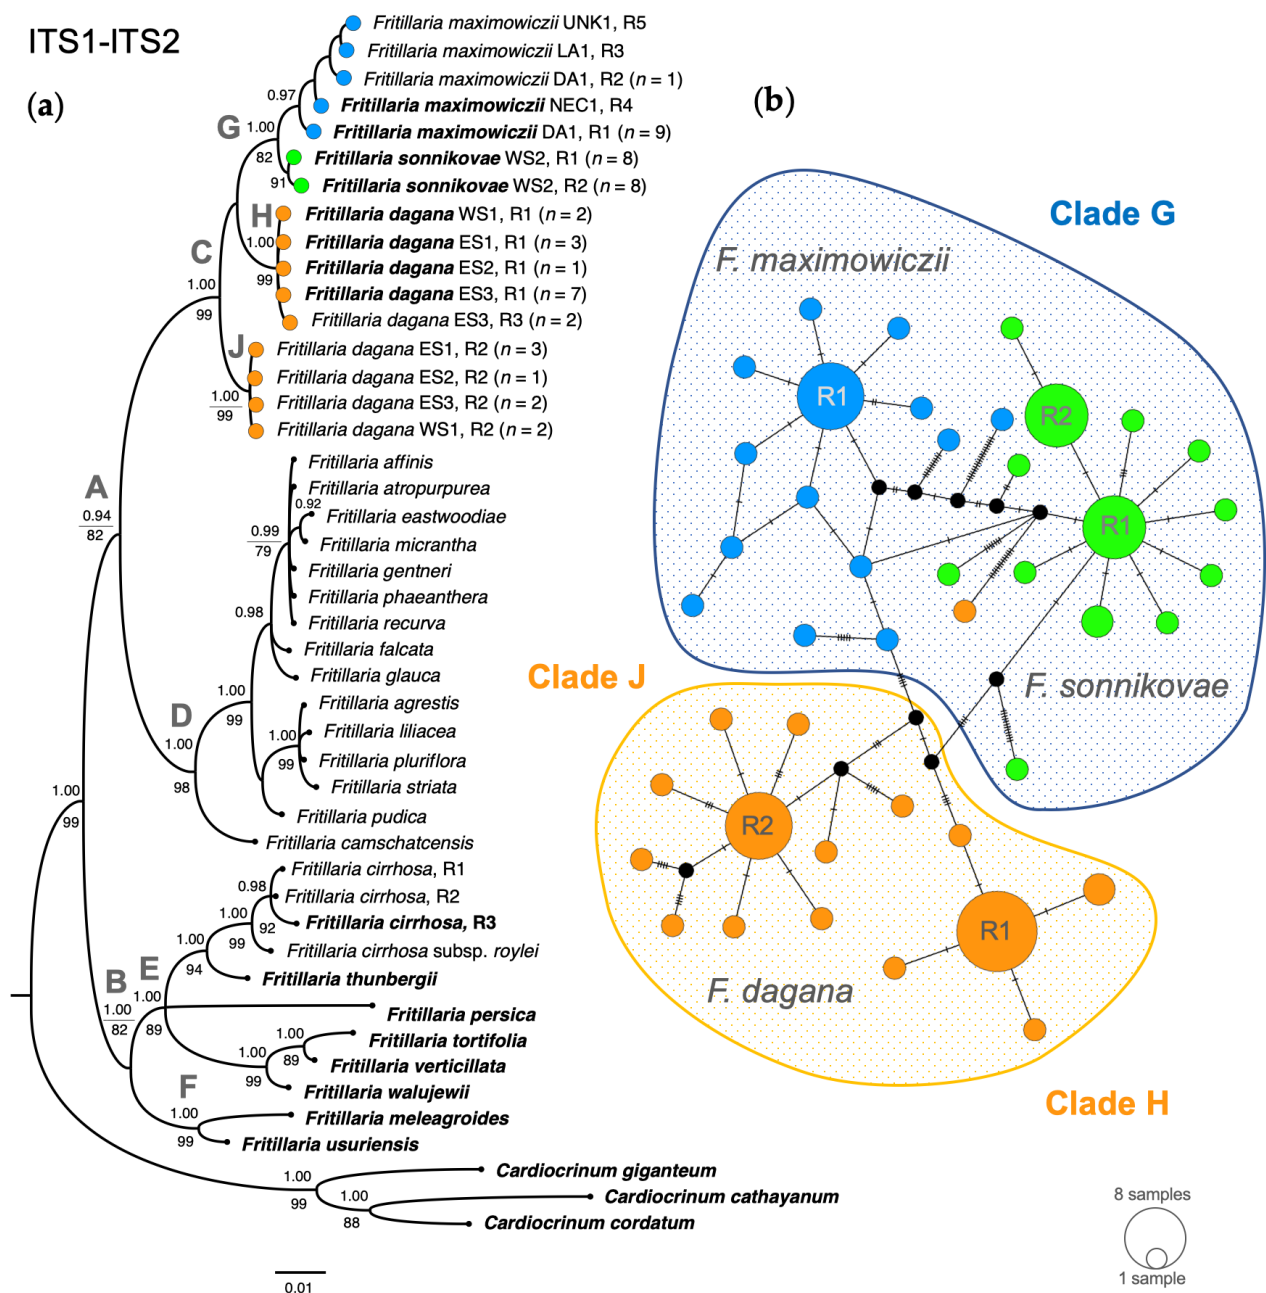 ITS1-ITS2
(a)
Fritillaria maximowiczii UNK1, R5
Fritillaria maximowiczii LA1, R3
Fritillaria maximowiczii DA1, R2 (n = 1)
0.97
Fritillaria maximowiczii NEC1, R4
G
1.00
Fritillaria maximowiczii DA1, R1 (n = 9)
82
Fritillaria sonnikovae WS2, R1 (n = 8)
91
Fritillaria sonnikovae WS2, R2 (n = 8)
H
Fritillaria dagana WS1, R1 (n = 2)
1.00
Fritillaria dagana ES1, R1 (n = 3)
C
Fritillaria dagana ES2, R1 (n = 1)
99
1.00
Fritillaria dagana ES3, R1 (n = 7)
99
Fritillaria dagana ES3, R3 (n = 2)
J
Fritillaria dagana ES1, R2 (n = 3)
Fritillaria dagana ES2, R2 (n = 1)
1.00
Fritillaria dagana ES3, R2 (n = 2)
99
Fritillaria dagana WS1, R2 (n = 2)
Fritillaria affinis
A
Fritillaria atropurpurea
0.92
0.94
Fritillaria eastwoodiae
82
0.99
Fritillaria micrantha
79
Fritillaria gentneri
Fritillaria phaeanthera
0.98
Fritillaria recurva
Fritillaria falcata
Fritillaria glauca
1.00
Fritillaria agrestis
99
D
Fritillaria liliacea
1.00
1.00
Fritillaria pluriflora
99
98
Fritillaria striata
1.00
Fritillaria pudica
99
Fritillaria camschatcensis
Fritillaria cirrhosa, R1
0.98
Fritillaria cirrhosa, R2
1.00
Fritillaria cirrhosa, R3
92
1.00
99
Fritillaria cirrhosa subsp. roylei
94
B
E
Fritillaria thunbergii
1.00
1.00
Fritillaria persica
82
89
1.00
Fritillaria tortifolia
1.00
89
Fritillaria verticillata
99
F
Fritillaria walujewii
1.00
Fritillaria meleagroides
99
Fritillaria usuriensis
1.00
Cardiocrinum giganteum
99
1.00
Cardiocrinum cathayanum
88
Cardiocrinum cordatum
0.01
(b)
Clade G
F. maximowiczii
R1
R2
R1
F. sonnikovae
Clade J
R2
R1
F. dagana
Clade H
8 samples
1 sample